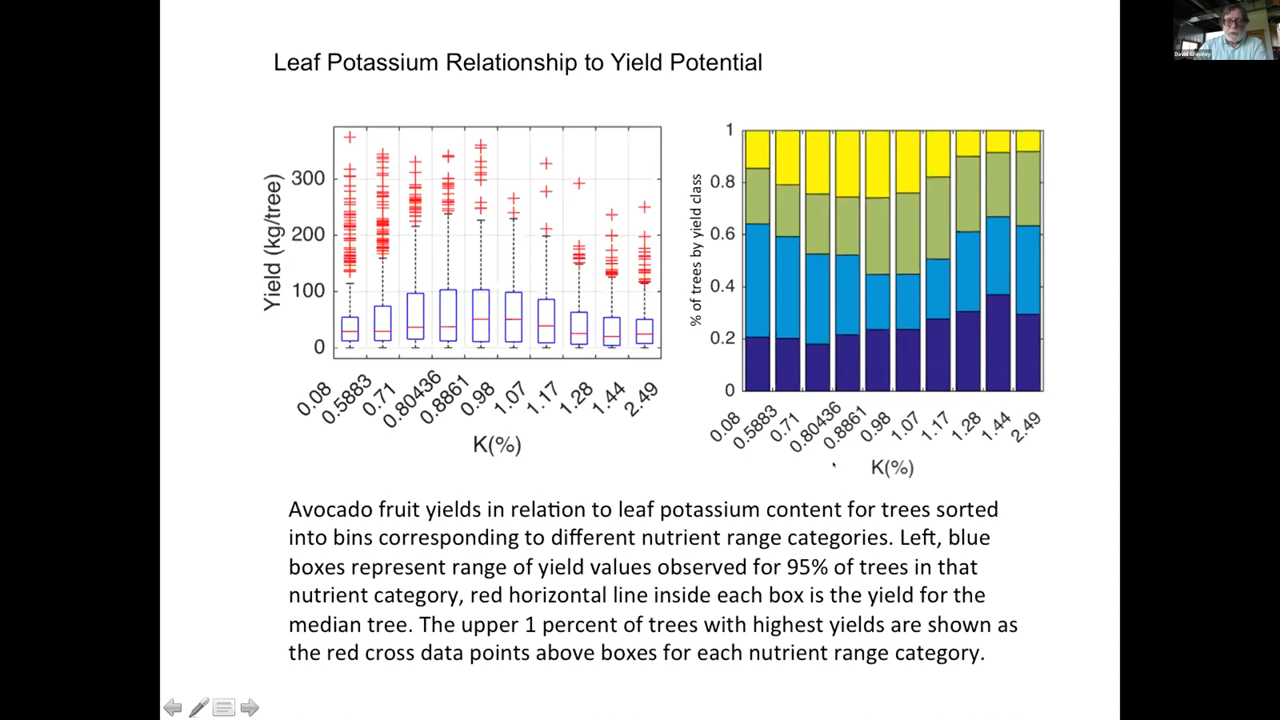 Leaf Potassium Relationship to Yield Potential
Yield (kg/tree)
300
200
100
0
0.08
0.5883
0.71
0.80436
0.8861
0.98
1.07
1.17
1.28
1.44
2.49
K(%)
% of trees by yield class
1
0.8
0.6
0.4
0.2
0
0.08
0.5883
0.71
0.80436
0.8861
0.98
1.07
1.17
1.28
1.44
2.49
K(%)
Avocado fruit yields in relation to leaf potassium content for trees sorted
into bins corresponding to different nutrient range categories. Left, blue
boxes represent range of yield values observed for 95% of trees in that
nutrient category, red horizontal line inside each box is the yield for the
median tree. The upper 1 percent of trees with highest yields are shown as
the red cross data points above boxes for each nutrient range category.
David Crowley